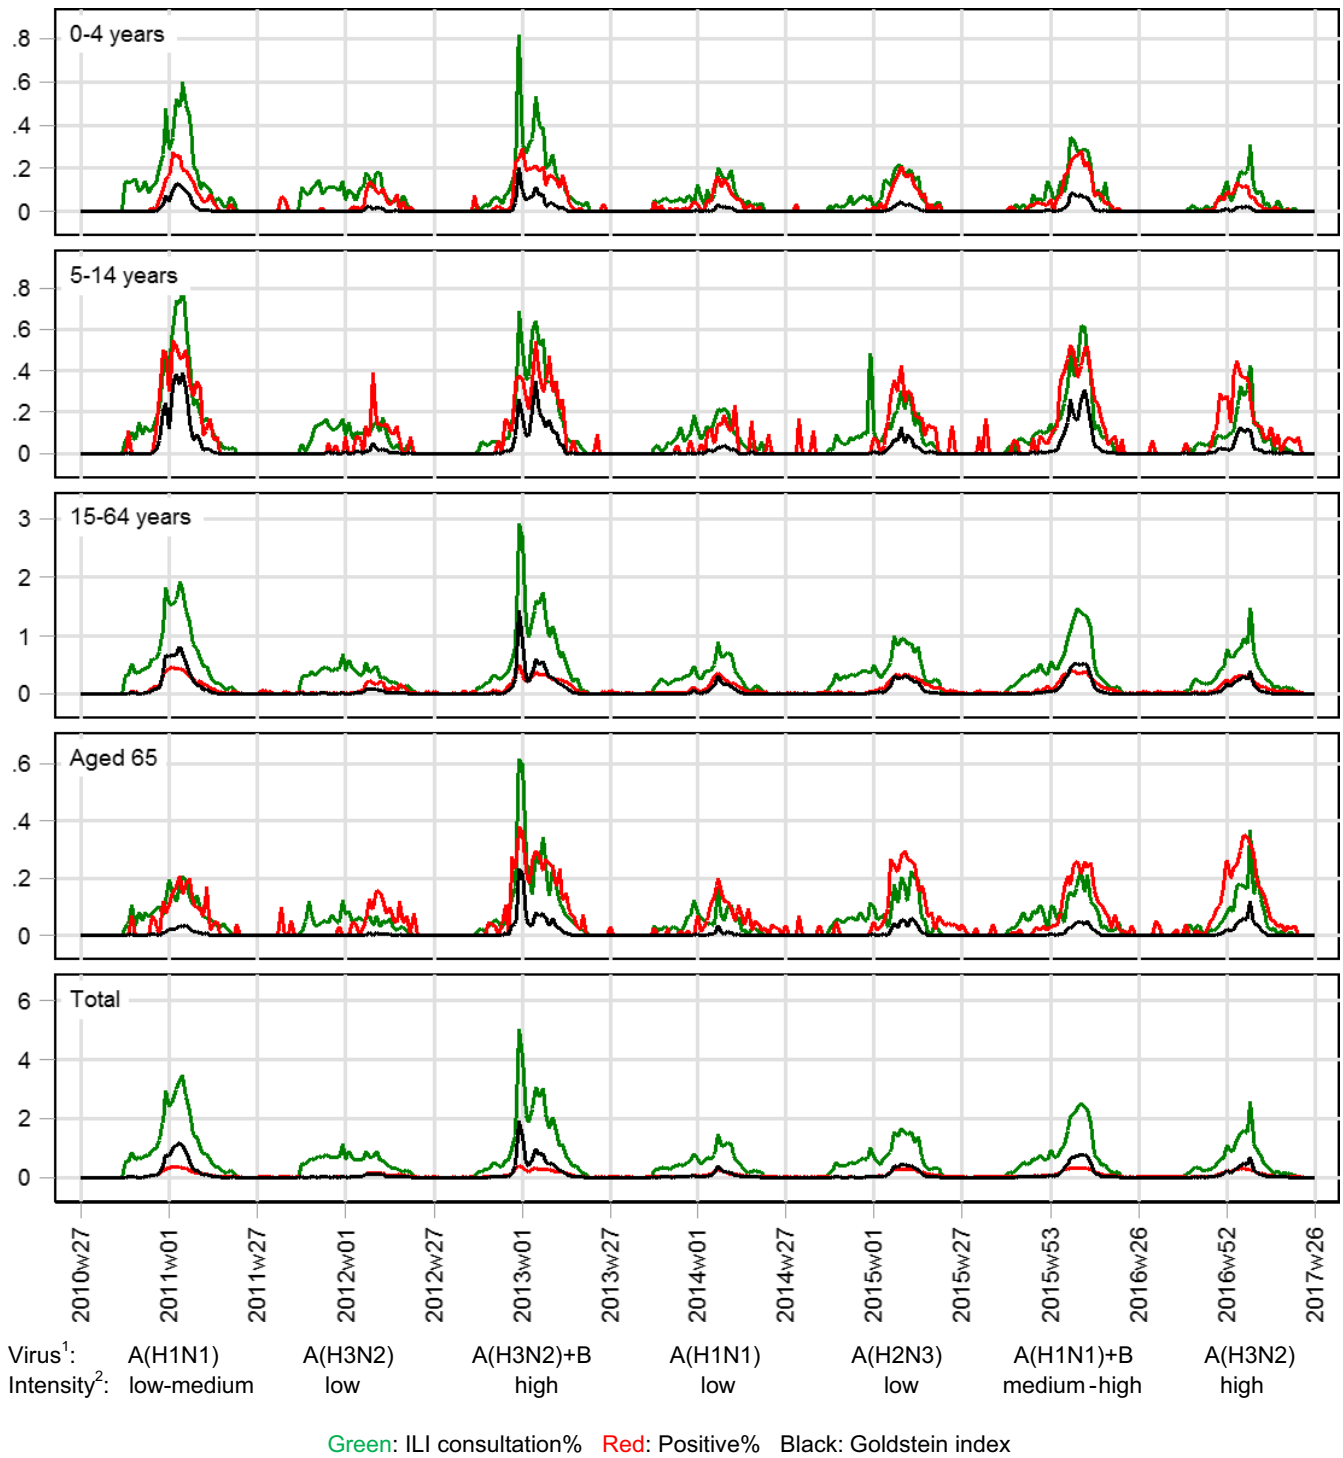 0-4 years
.8
.6
.4
.2
0
5-14 years
.8
.6
.4
.2
0
15-64 years
3
2
1
0
Aged 65
.6
.4
.2
0
Total
6
4
2
0
2010w27 2011w01 2011w27 2012w01 2012w27 2013w01 2013w27 2014w01 2014w27 2015w01 2015w27 2015w53 2016w26 2016w52 2017w26
Virus1: A(H1N1) A(H3N2) A(H3N2)+B A(H1N1) A(H2N3) A(H1N1)+B A(H3N2)
Intensity2: low-medium low high low low medium-high high
Green: ILI consultation% Red: Positive% Black: Goldstein index